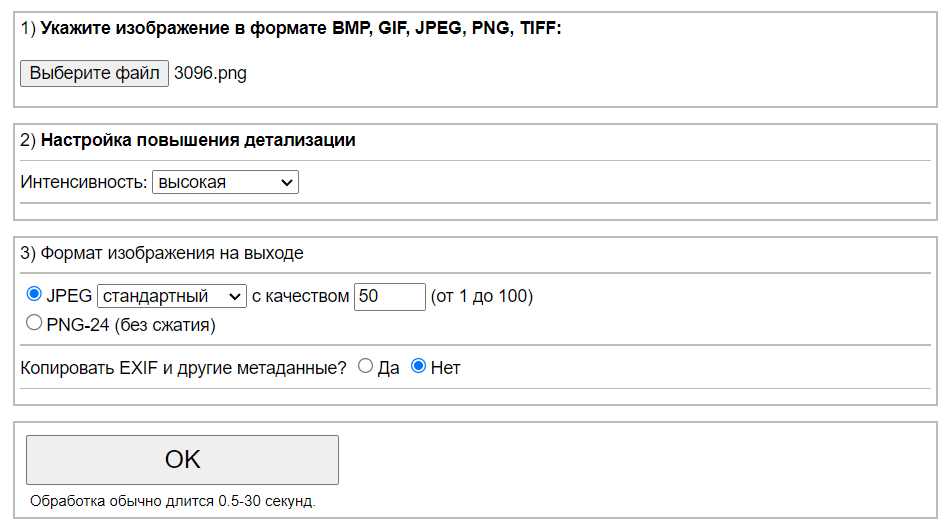 1) Укажите изображение в формате BMP, GIF, JPEG, PNG, TIFF:
Выберите файл 3096.png
2) Настройка повышения детализации
Интенсивность: высокая
3) Формат изображения на выходе
JPEG стандартный с качеством 50 (от 1 до 100)
PNG-24 (без сжатия)
Копировать EXIF и другие метаданные? Да Нет
OK
Обработка обычно длится 0.5-30 секунд.